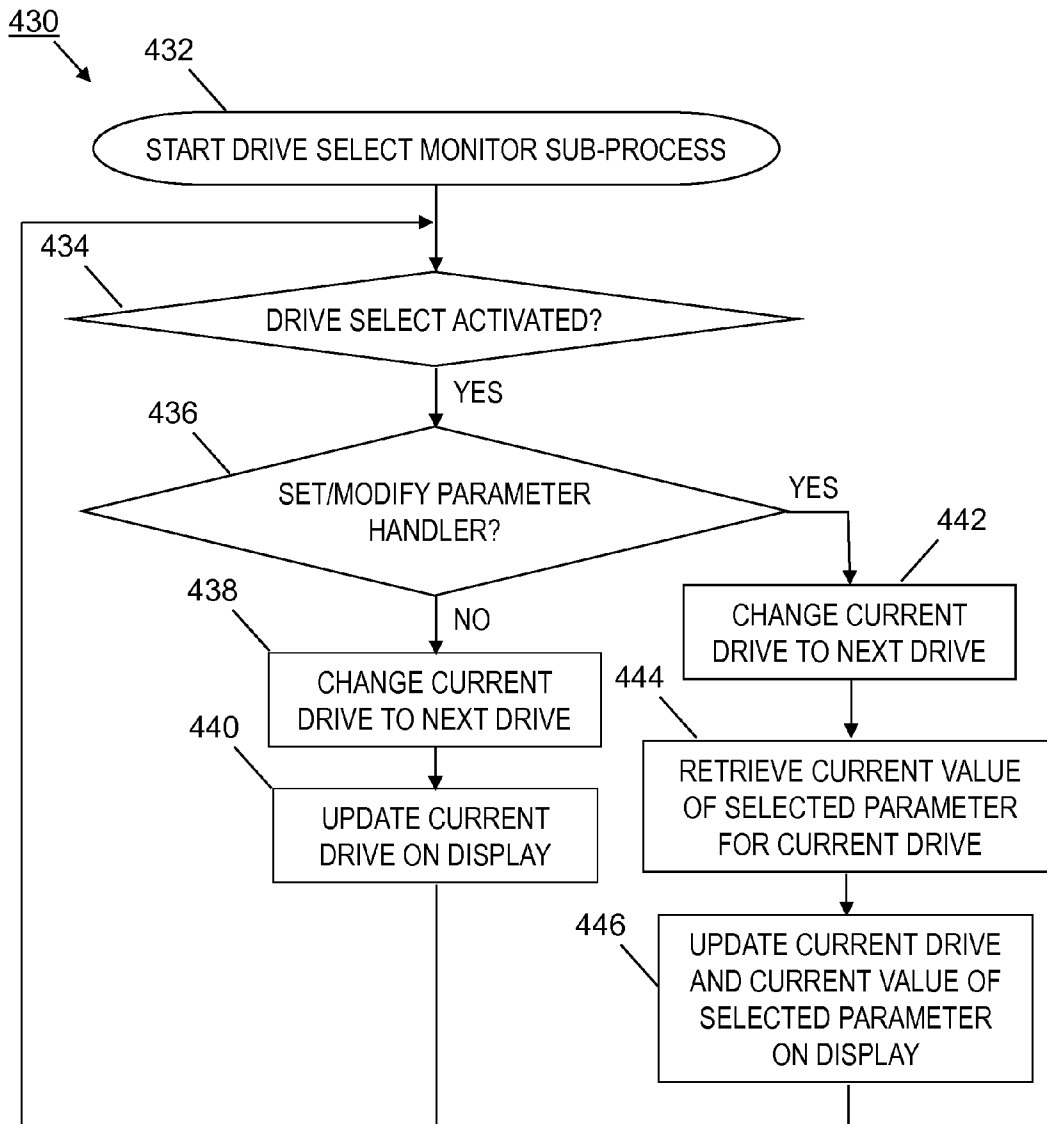 430
432
START DRIVE SELECT MONITOR SUB-PROCESS
434
DRIVE SELECT ACTIVATED?
YES
436
SET/MODIFY PARAMETER
HANDLER?
YES
442
CHANGE CURRENT
DRIVE TO NEXT DRIVE
NO
438
CHANGE CURRENT
DRIVE TO NEXT DRIVE
444
RETRIEVE CURRENT VALUE
OF SELECTED PARAMETER
FOR CURRENT DRIVE
440
UPDATE CURRENT
DRIVE ON DISPLAY
446
UPDATE CURRENT DRIVE
AND CURRENT VALUE OF
SELECTED PARAMETER
ON DISPLAY